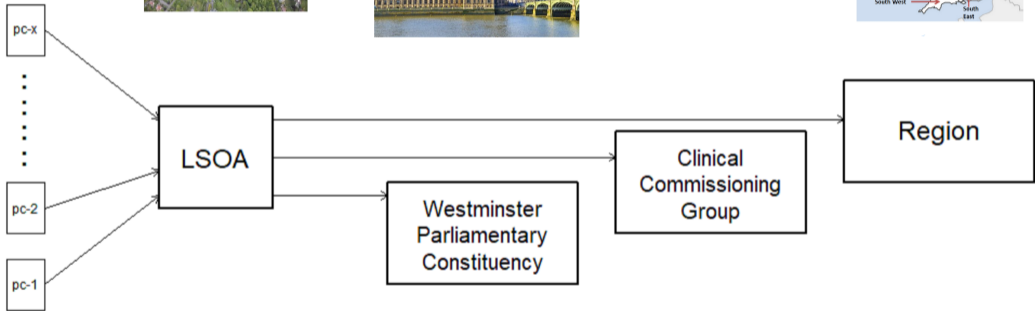 South West
South
East
pc-x
LSOA
Region
Clinical
Commissioning
Group
pc-2
Westminster
Parliamentary
Constituency
pc-1